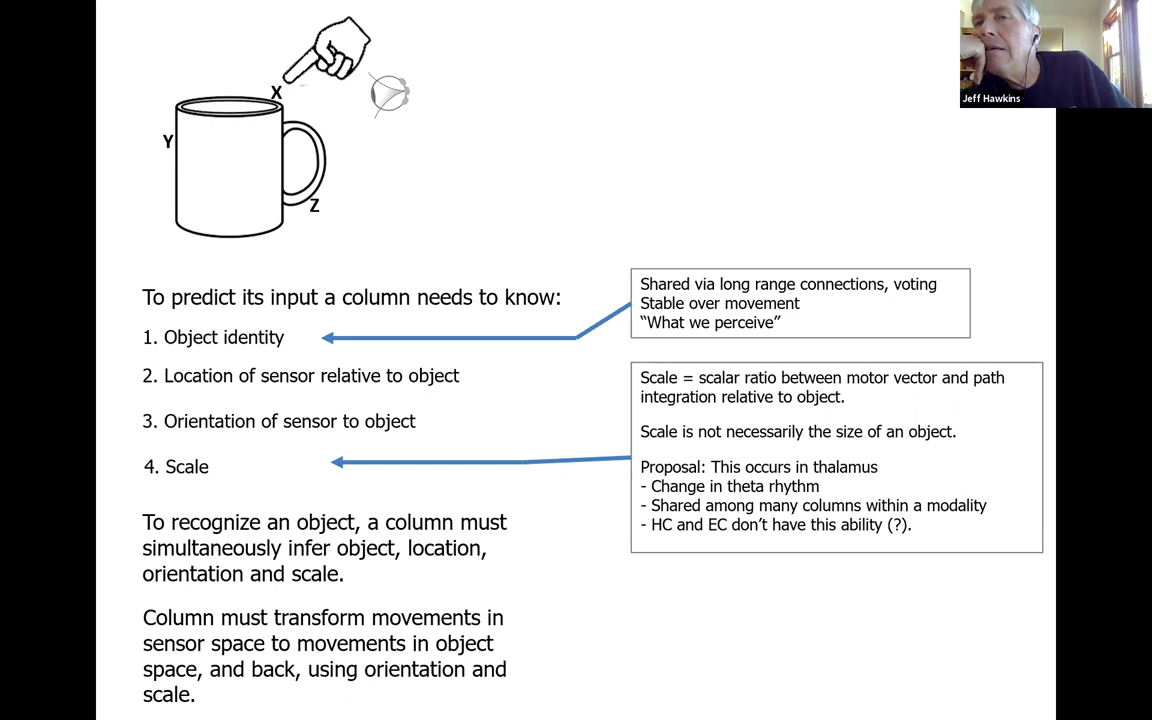 X
Y
Z
Jeff Hawkins
To predict its input a column needs to know:
1. Object identity
2. Location of sensor relative to object
3. Orientation of sensor to object
4. Scale
To recognize an object, a column must
simultaneously infer object, location,
orientation and scale.
Column must transform movements in
sensor space to movements in object
space, and back, using orientation and
scale.
Shared via long range connections, voting
Stable over movement
“What we perceive”
Scale = scalar ratio between motor vector and path
integration relative to object.
Scale is not necessarily the size of an object.
Proposal: This occurs in thalamus
- Change in theta rhythm
- Shared among many columns within a modality
- HC and EC don’t have this ability (?).